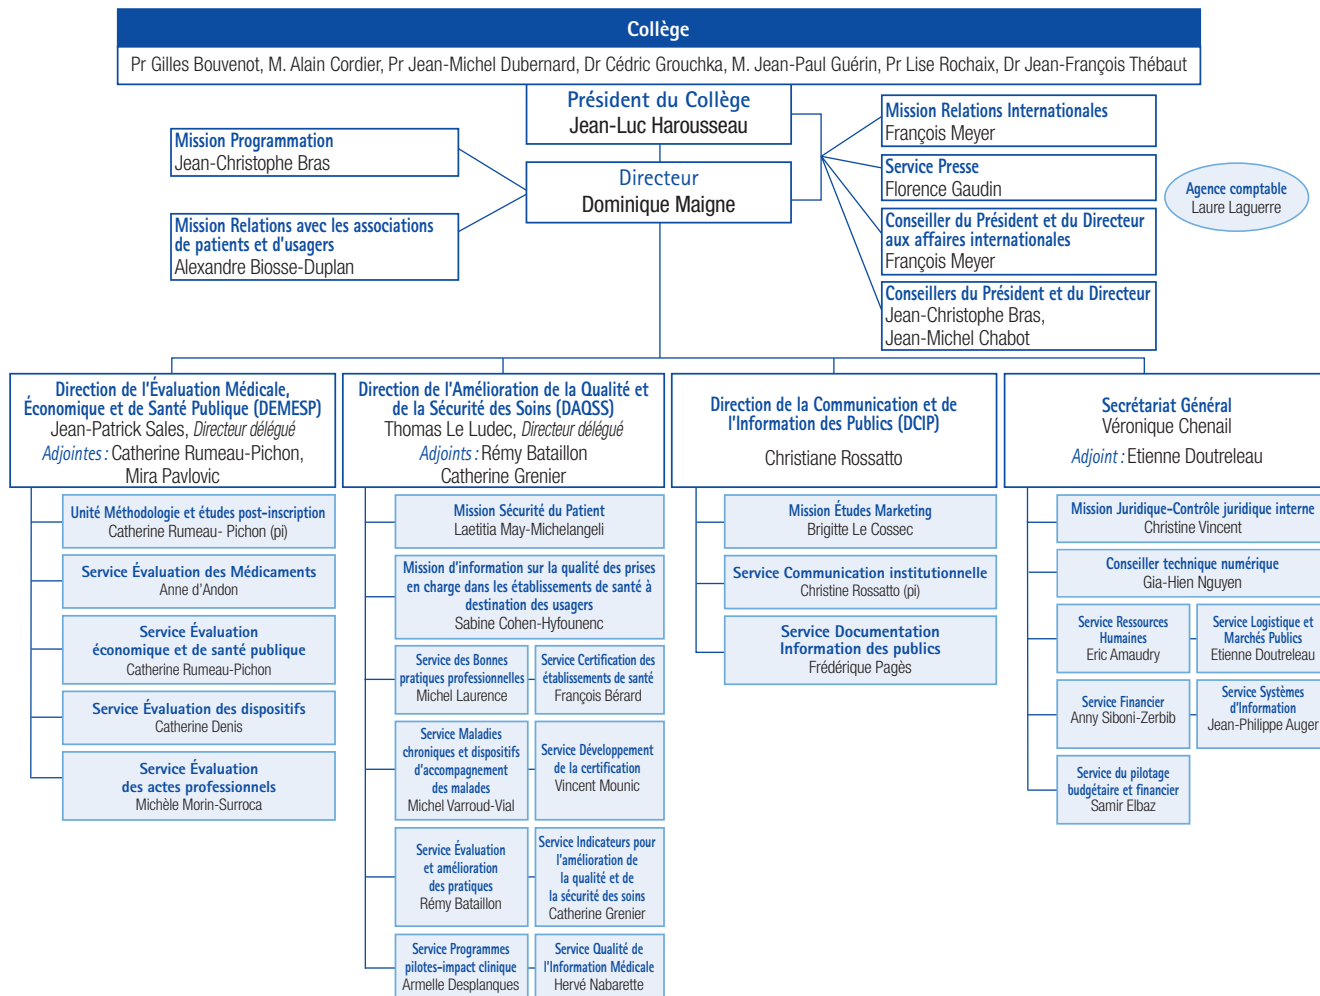 Collège
Pr Gilles Bouvenot, M. Alain Cordier, Pr Jean-Michel Dubernard, Dr Cédric Grouchka, M. Jean-Paul Guérin, Pr Lise Rochaix, Dr Jean-François Thébaut
Président du Collège
Jean-Luc Harousseau
Directeur
Dominique Maigne
Mission Programmation
Jean-Christophe Bras
Mission Relations avec les associations
de patients et d'usagers
Alexandre Biosse-Duplan
Mission Relations Internationales
François Meyer
Service Presse
Florence Gaudin
Conseiller du Président et du Directeur
aux affaires internationales
François Meyer
Conseillers du Président et du Directeur
Jean-Christophe Bras,
Jean-Michel Chabot
Agence comptable
Laure Laguerre
Direction de l'Évaluation Médicale,
Économique et de Santé Publique (DEMESP)
Jean-Patrick Sales, Directeur délégué
Adjointes : Catherine Rumeau-Pichon,
Mira Pavlovic
Unité Méthodologie et études post-inscription
Catherine Rumeau- Pichon (pi)
Service Évaluation des Médicaments
Anne d'Andon
Service Évaluation
économique et de santé publique
Catherine Rumeau-Pichon
Service Évaluation des dispositifs
Catherine Denis
Service Évaluation
des actes professionnels
Michèle Morin-Surroca
Direction de l'Amélioration de la Qualité et
de la Sécurité des Soins (DAQSS)
Thomas Le Ludec, Directeur délégué
Adjoints : Rémy Bataillon
Catherine Grenier
Mission Sécurité du Patient
Laetitia May-Michelangeli
Mission d'information sur la qualité des prises
en charge dans les établissements de santé à
destination des usagers
Sabine Cohen-Hyfounenc
Service des Bonnes
pratiques professionnelles
Michel Laurence
Service Certification des
établissements de santé
François Bérard
Service Maladies
chroniques et dispositifs
d'accompagnement
des malades
Michel Varroud-Vial
Service Développement
de la certification
Vincent Mounic
Service Évaluation
et amélioration
des pratiques
Rémy Bataillon
Service Indicateurs pour
l'amélioration de
la qualité et de
la sécurité des soins
Catherine Grenier
Service Programmes
pilotes-impact clinique
Armelle Desplanques
Service Qualité de
l'Information Médicale
Hervé Nabarette
Direction de la Communication et de
l'Information des Publics (DCIP)
Christiane Rossatto
Mission Études Marketing
Brigitte Le Cossec
Service Communication institutionnelle
Christine Rossatto (pi)
Service Documentation
Information des publics
Frédérique Pagès
Secrétariat Général
Véronique Chenail
Adjoint : Etienne Doutreleau
Mission Juridique-Contrôle juridique interne
Christine Vincent
Conseiller technique numérique
Gia-Hien Nguyen
Service Ressources
Humaines
Eric Amaudry
Service Logistique et
Marchés Publics
Etienne Doutreleau
Service Financier
Anny Siboni-Zerbib
Service Systèmes
d'Information
Jean-Philippe Auger
Service du pilotage
budgétaire et financier
Samir Elbaz